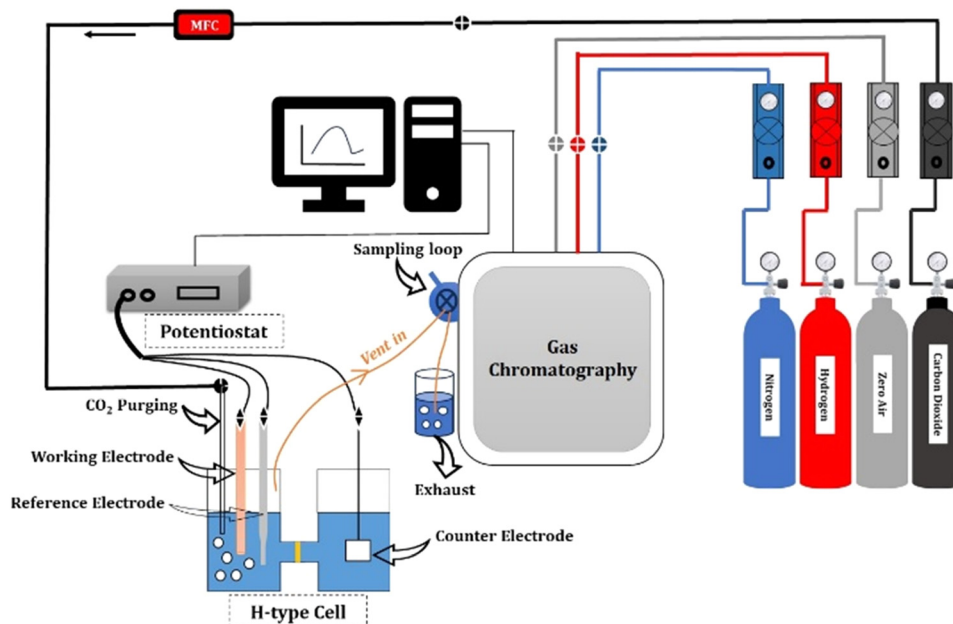 MFC
Sampling loop
Potentiostat
Vent in
Gas
Chromatography
Nitrogen
Hydrogen
Zero Air
Carbon Dioxide
CO₂ Purging
Working Electrode
Reference Electrode
Exhaust
Counter Electrode
H-type Cell